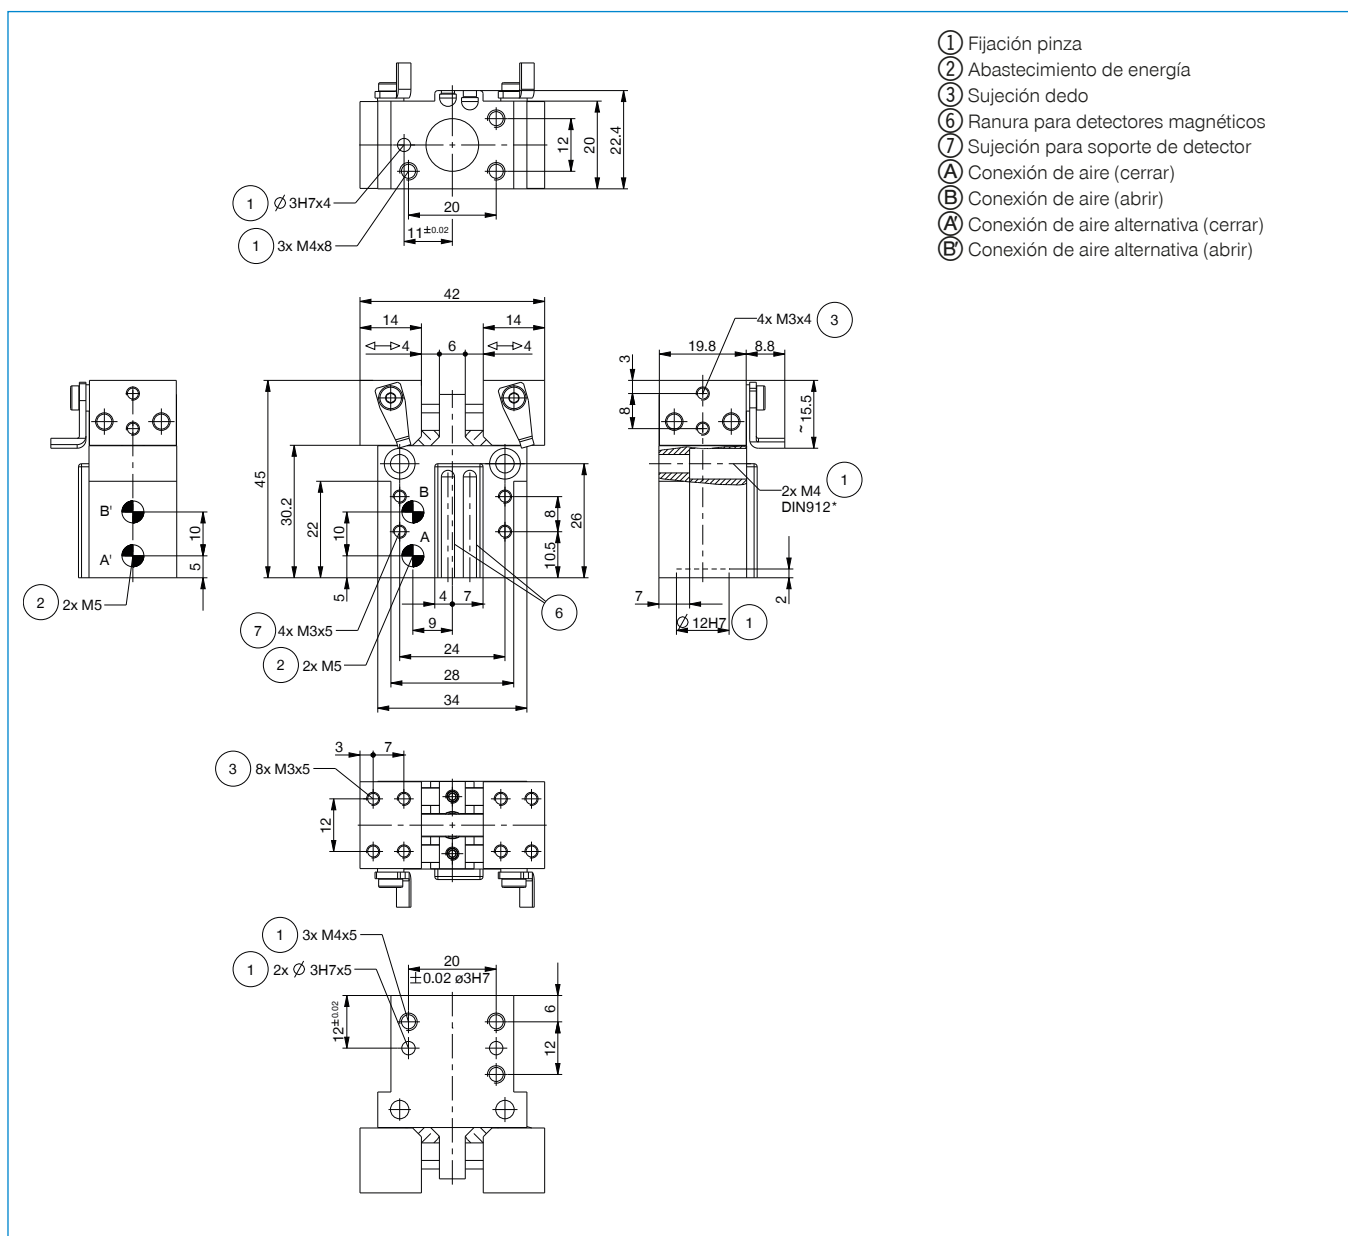 1 Fijación pinza
2 Abastecimiento de energía
3 Sujeción dedo
6 Ranura para detectores magnéticos
7 Sujeción para soporte de detector
A Conexión de aire (cerrar)
B Conexión de aire (abrir)
A' Conexión de aire alternativa (cerrar)
B' Conexión de aire alternativa (abrir)
12
20
22.4
1 Ø 3H7x4
20
11±0.02
1 3x M4x8
42
14
14
4
6
4
45
30.2
22
10
5
B
A
8
10.5
26
4
7
9
24
28
34
6
7 4x M3x5
2 2x M5
B'
A'
10
5
2 2x M5
4x M3x4 3
19.8
8.8
3
8
~15.5
2x M4 1
DIN912*
7
2
Ø 12H7 1
3
7
3 8x M3x5
12
1 3x M4x5
1 2x Ø 3H7x5
20
±0.02 ø3H7
12±0.02
6
12